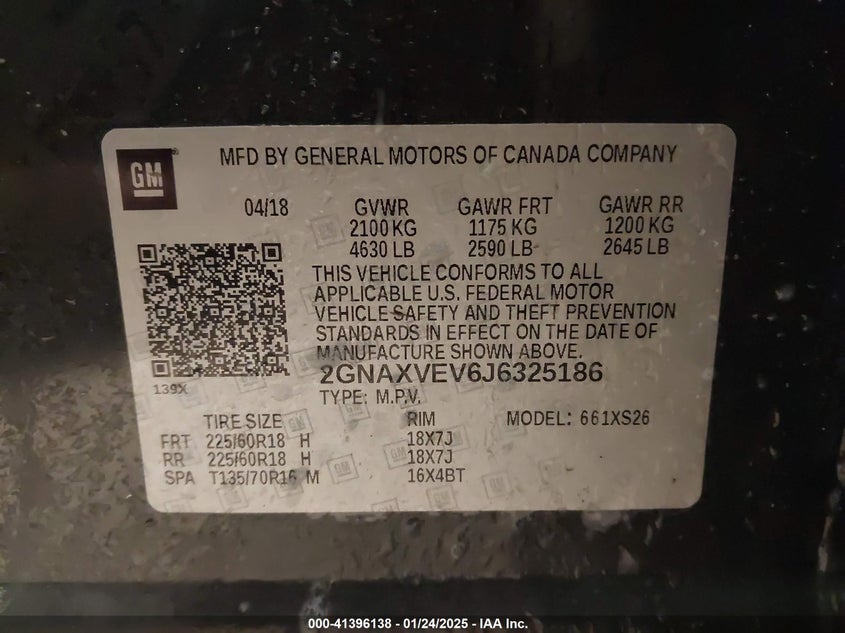 GM
MFD BY GENERAL MOTORS OF CANADA COMPANY
04/18 GVWR GAWR FRT GAWR RR
2100 KG 1175 KG 1200 KG
4630 LB 2590 LB 2645 LB
THIS VEHICLE CONFORMS TO ALL
APPLICABLE U.S. FEDERAL MOTOR
VEHICLE SAFETY AND THEFT PREVENTION
STANDARDS IN EFFECT ON THE DATE OF
MANUFACTURE SHOWN ABOVE.
2GNAXVEV6J6325186
139X
TYPE: M.P.V.
TIRE SIZE RIM MODEL: 661XS26
FRT 225/60R18 H 18X7J
RR 225/60R18 H 18X7J
SPA T135/70R16 M 16X4BT
000-41396138 - 01/24/2025 - IAA Inc.